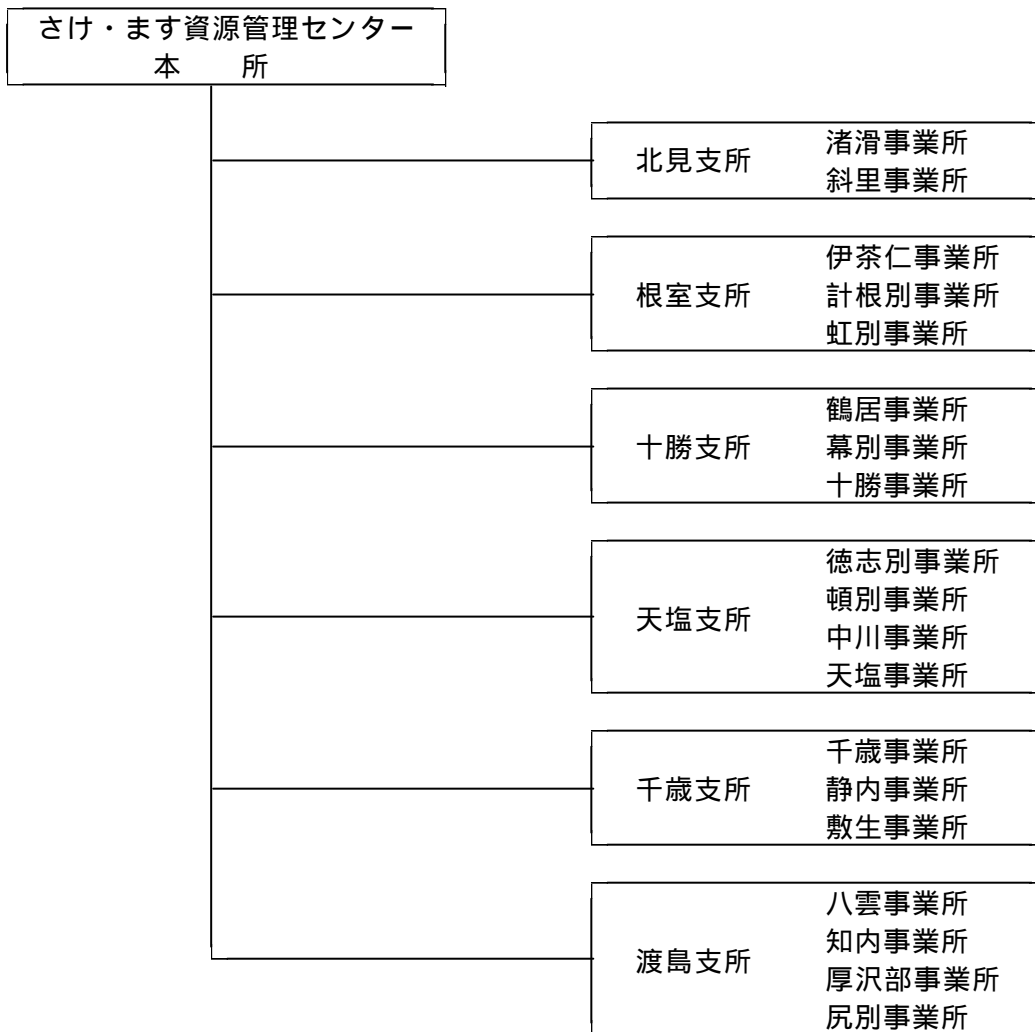 さけ・ます資源管理センター
本　　所
北見支所
渚滑事業所
斜里事業所
根室支所
伊茶仁事業所
計根別事業所
虹別事業所
十勝支所
鶴居事業所
幕別事業所
十勝事業所
天塩支所
徳志別事業所
頓別事業所
中川事業所
天塩事業所
千歳支所
千歳事業所
静内事業所
敷生事業所
渡島支所
八雲事業所
知内事業所
厚沢部事業所
尻別事業所